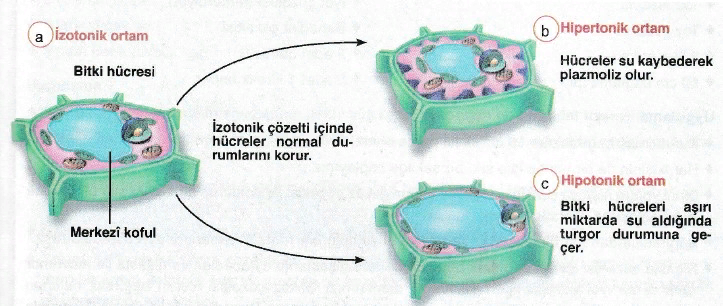 a İzotonik ortam
Bitki hücresi
Merkezî koful
İzotonik çözelti içinde
hücreler normal du-
rumlarını korur.
b Hipertonik ortam
Hücreler su kaybederek
plazmoliz olur.
c Hipotonik ortam
Bitki hücreleri aşırı
miktarda su aldığında
turgor durumuna ge-
çer.